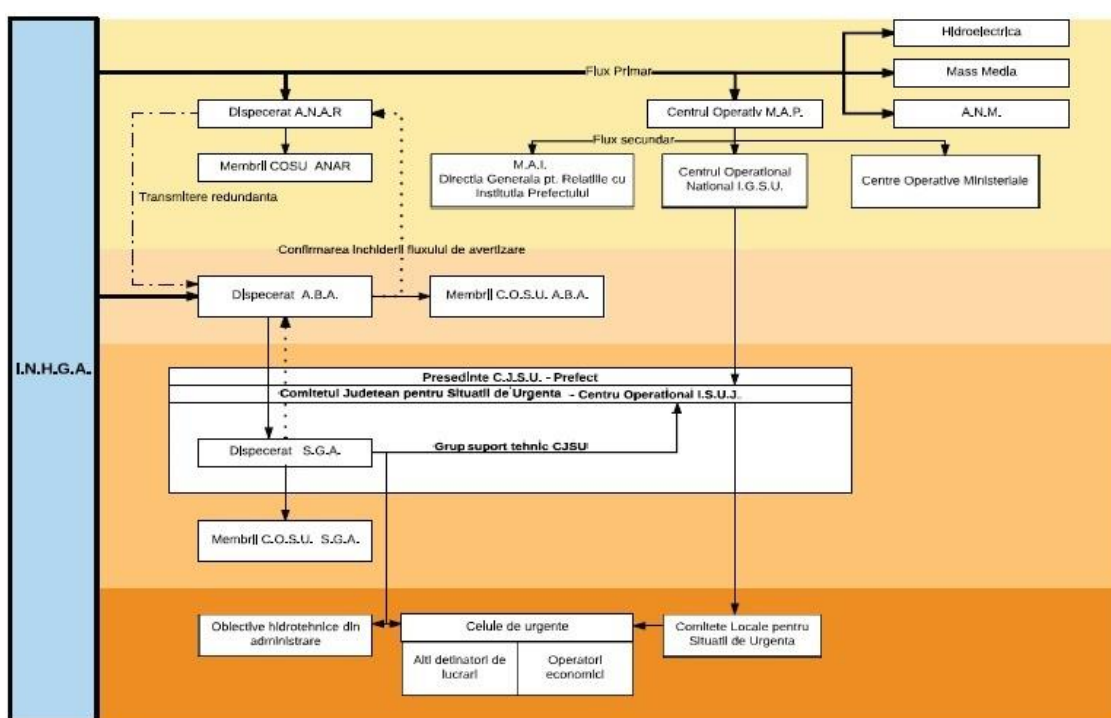 Hidroelectrica
Flux Primar
Mass Media
Dispecerat A.N.A.R
Centrul Operativ M.A.P.
A.N.M.
Flux secundar
Membrii COSU ANAR
M.A.I.
Directia Generala pt. Relatiile cu
Institutia Prefectului
Centrul Operational
National I.G.S.U.
Centre Operative Ministeriale
Transmitere redundanta
Confirmarea inchiderii fluxului de avertizare
Dispecerat A.B.A.
Membrii C.O.S.U. A.B.A.
I.N.H.G.A.
Presedinte C.J.S.U. - Prefect
Comitetul Judetean pentru Situatii de Urgenta - Centru Operational I.S.U.J.
Grup suport tehnic CJSU
Dispecerat S.G.A.
Membrii C.O.S.U. S.G.A.
Obiective hidrotehnice din
administrare
Celule de urgente
Comitete Locale pentru
Situatii de Urgenta
Alti detinatori de
lucrari
Operatori
economici